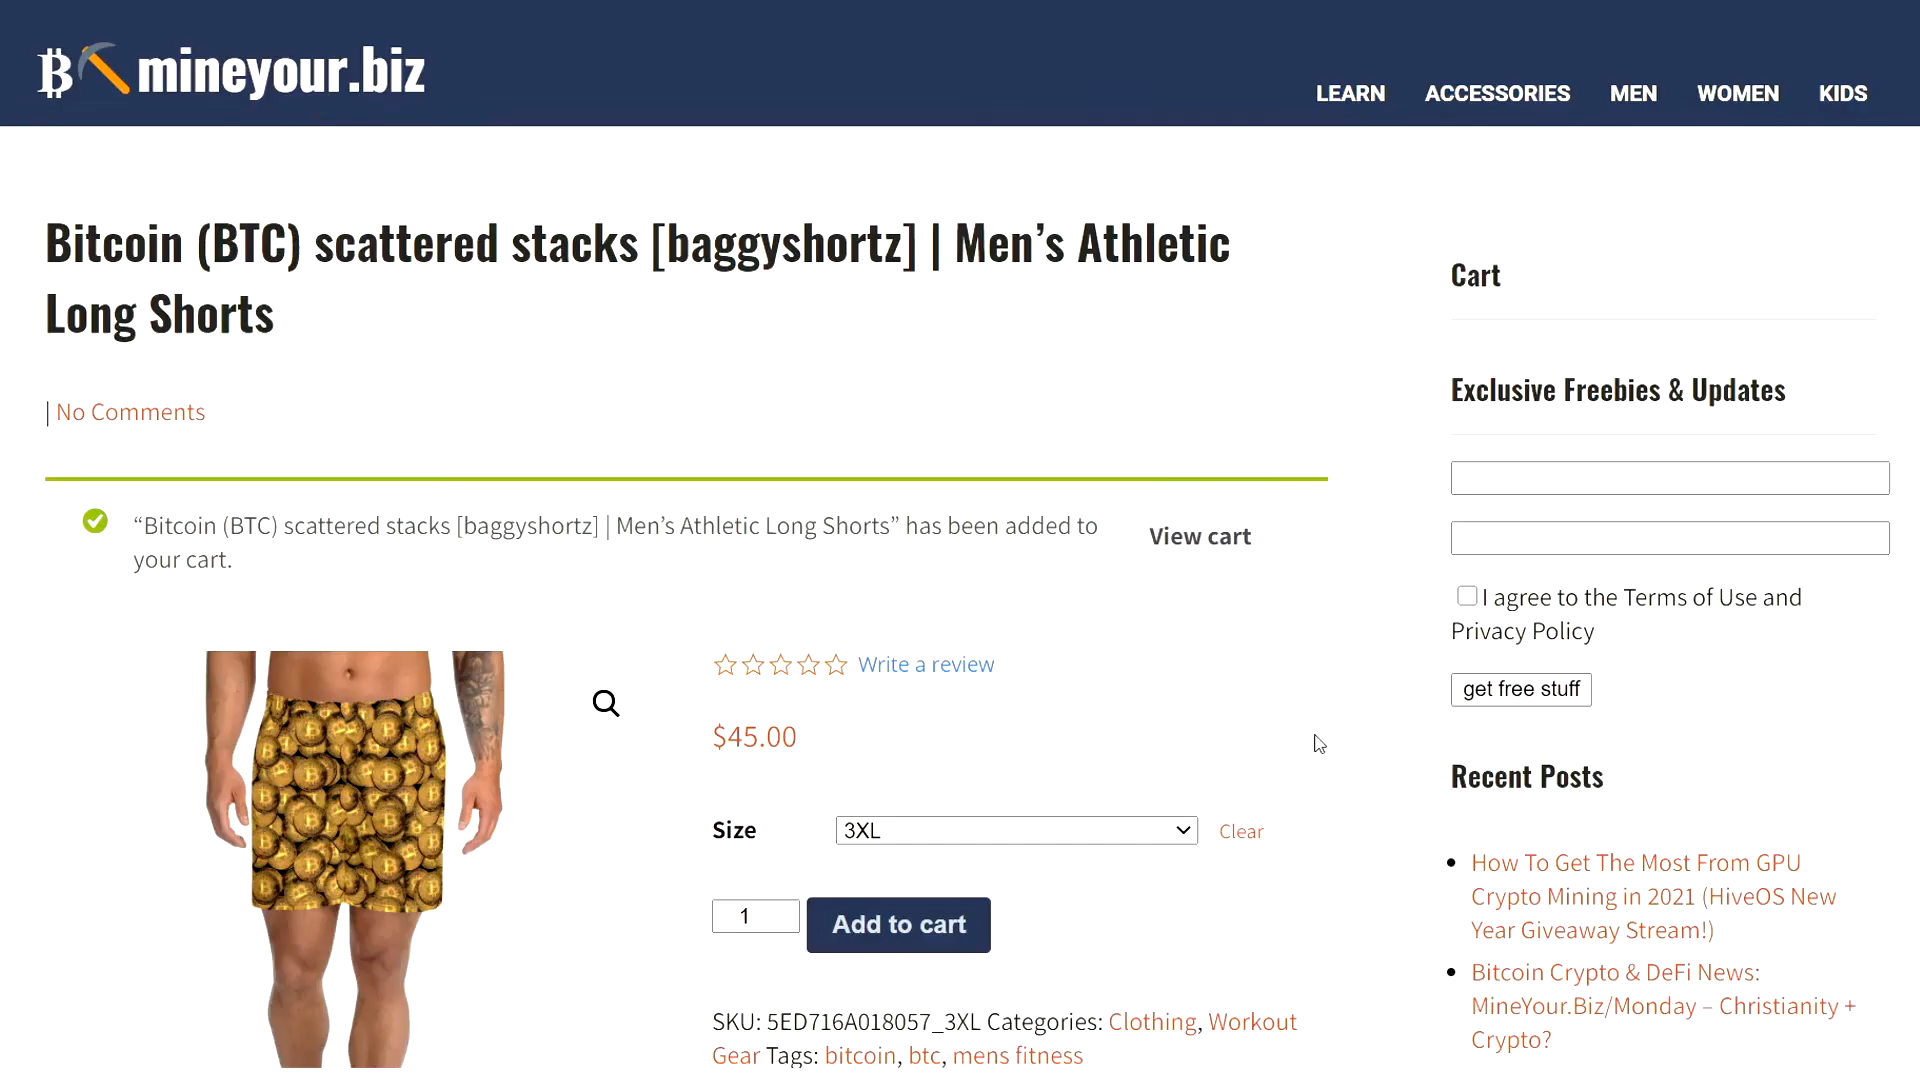 mineyour.biz
LEARN
ACCESSORIES
MEN
WOMEN
KIDS
Bitcoin (BTC) scattered stacks [baggyshortz] | Men’s Athletic
Long Shorts
| No Comments
“Bitcoin (BTC) scattered stacks [baggyshortz] | Men’s Athletic Long Shorts” has been added to
your cart.
View cart
Write a review
$45.00
Size
3XL
Clear
1
Add to cart
SKU: 5ED716A018057_3XL Categories: Clothing, Workout
Gear Tags: bitcoin, btc, mens fitness
Cart
Exclusive Freebies & Updates
I agree to the Terms of Use and
Privacy Policy
get free stuff
Recent Posts
How To Get The Most From GPU
Crypto Mining in 2021 (HiveOS New
Year Giveaway Stream!)
Bitcoin Crypto & DeFi News:
MineYour.Biz/Monday – Christianity +
Crypto?